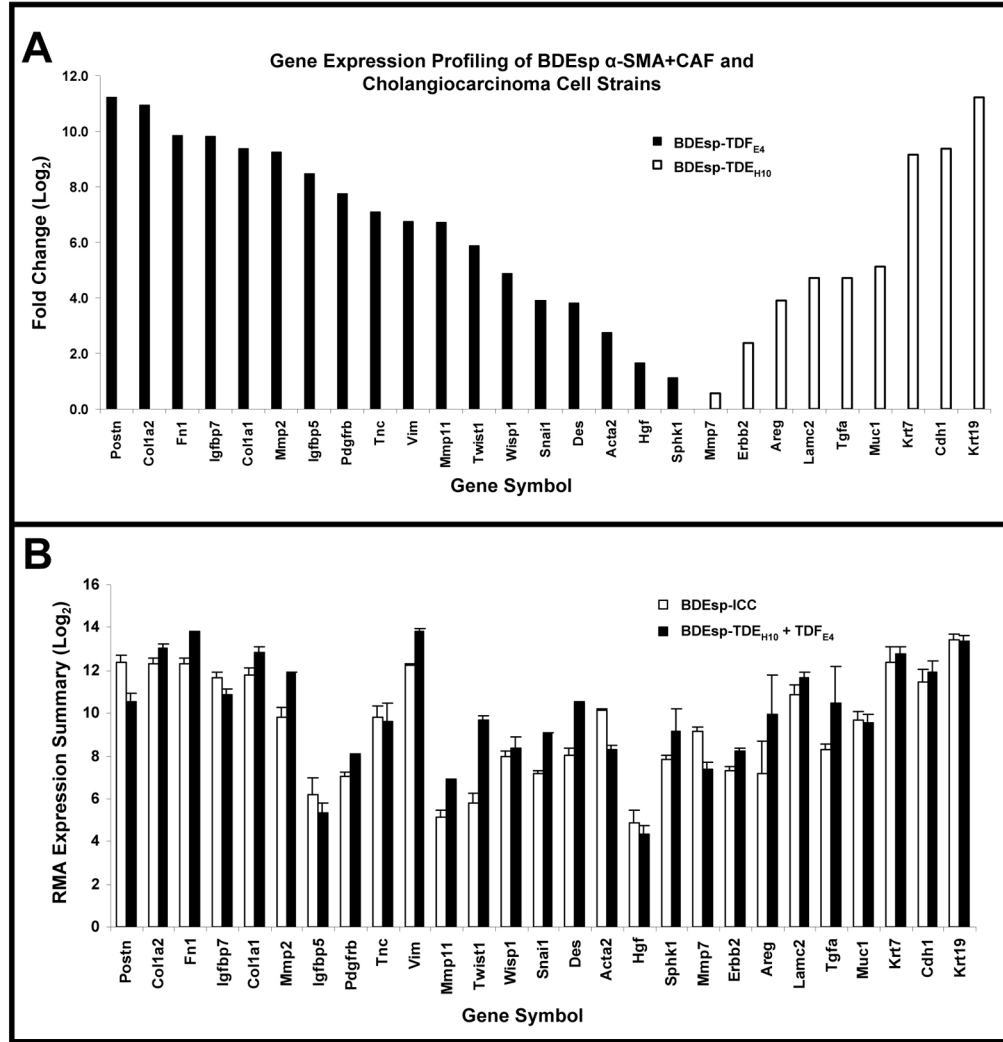 A
Gene Expression Profiling of BDEsp α-SMA+CAF and
Cholangiocarcinoma Cell Strains
BDEsp-TDF_E4
BDEsp-TDE_H10
Fold Change (Log₂)
12.0
10.0
8.0
6.0
4.0
2.0
0.0
Postn
Col1a2
Fn1
Igfbp7
Col1a1
Mmp2
Igfbp5
Pdgfrb
Tnc
Vim
Mmp11
Twist1
Wisp1
Snai1
Des
Acta2
Hgf
Sphk1
Mmp7
Erbb2
Areg
Lamc2
Tgfa
Muc1
Krt7
Cdh1
Krt19
Gene Symbol
B
BDEsp-ICC
BDEsp-TDE_H10 + TDF_E4
RMA Expression Summary (Log₂)
16
14
12
10
8
6
4
2
0
Postn
Col1a2
Fn1
Igfbp7
Col1a1
Mmp2
Igfbp5
Pdgfrb
Tnc
Vim
Mmp11
Twist1
Wisp1
Snai1
Des
Acta2
Hgf
Sphk1
Mmp7
Erbb2
Areg
Lamc2
Tgfa
Muc1
Krt7
Cdh1
Krt19
Gene Symbol